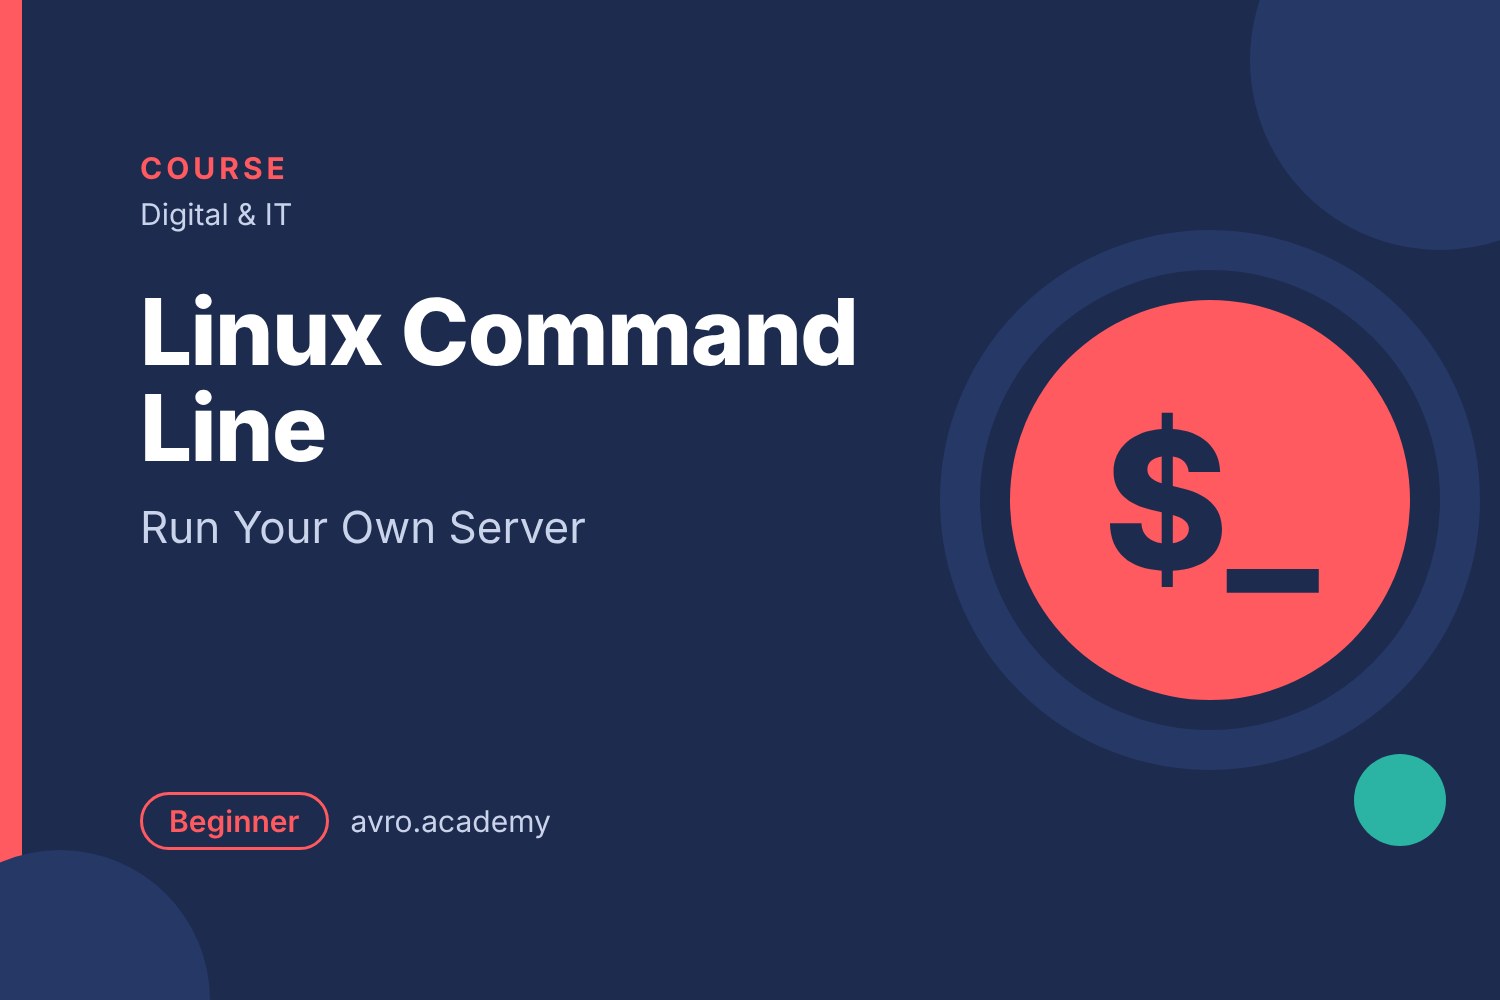 COURSE
Digital & IT
Linux Command
Line
Run Your Own Server
$_
Beginner
avro.academy